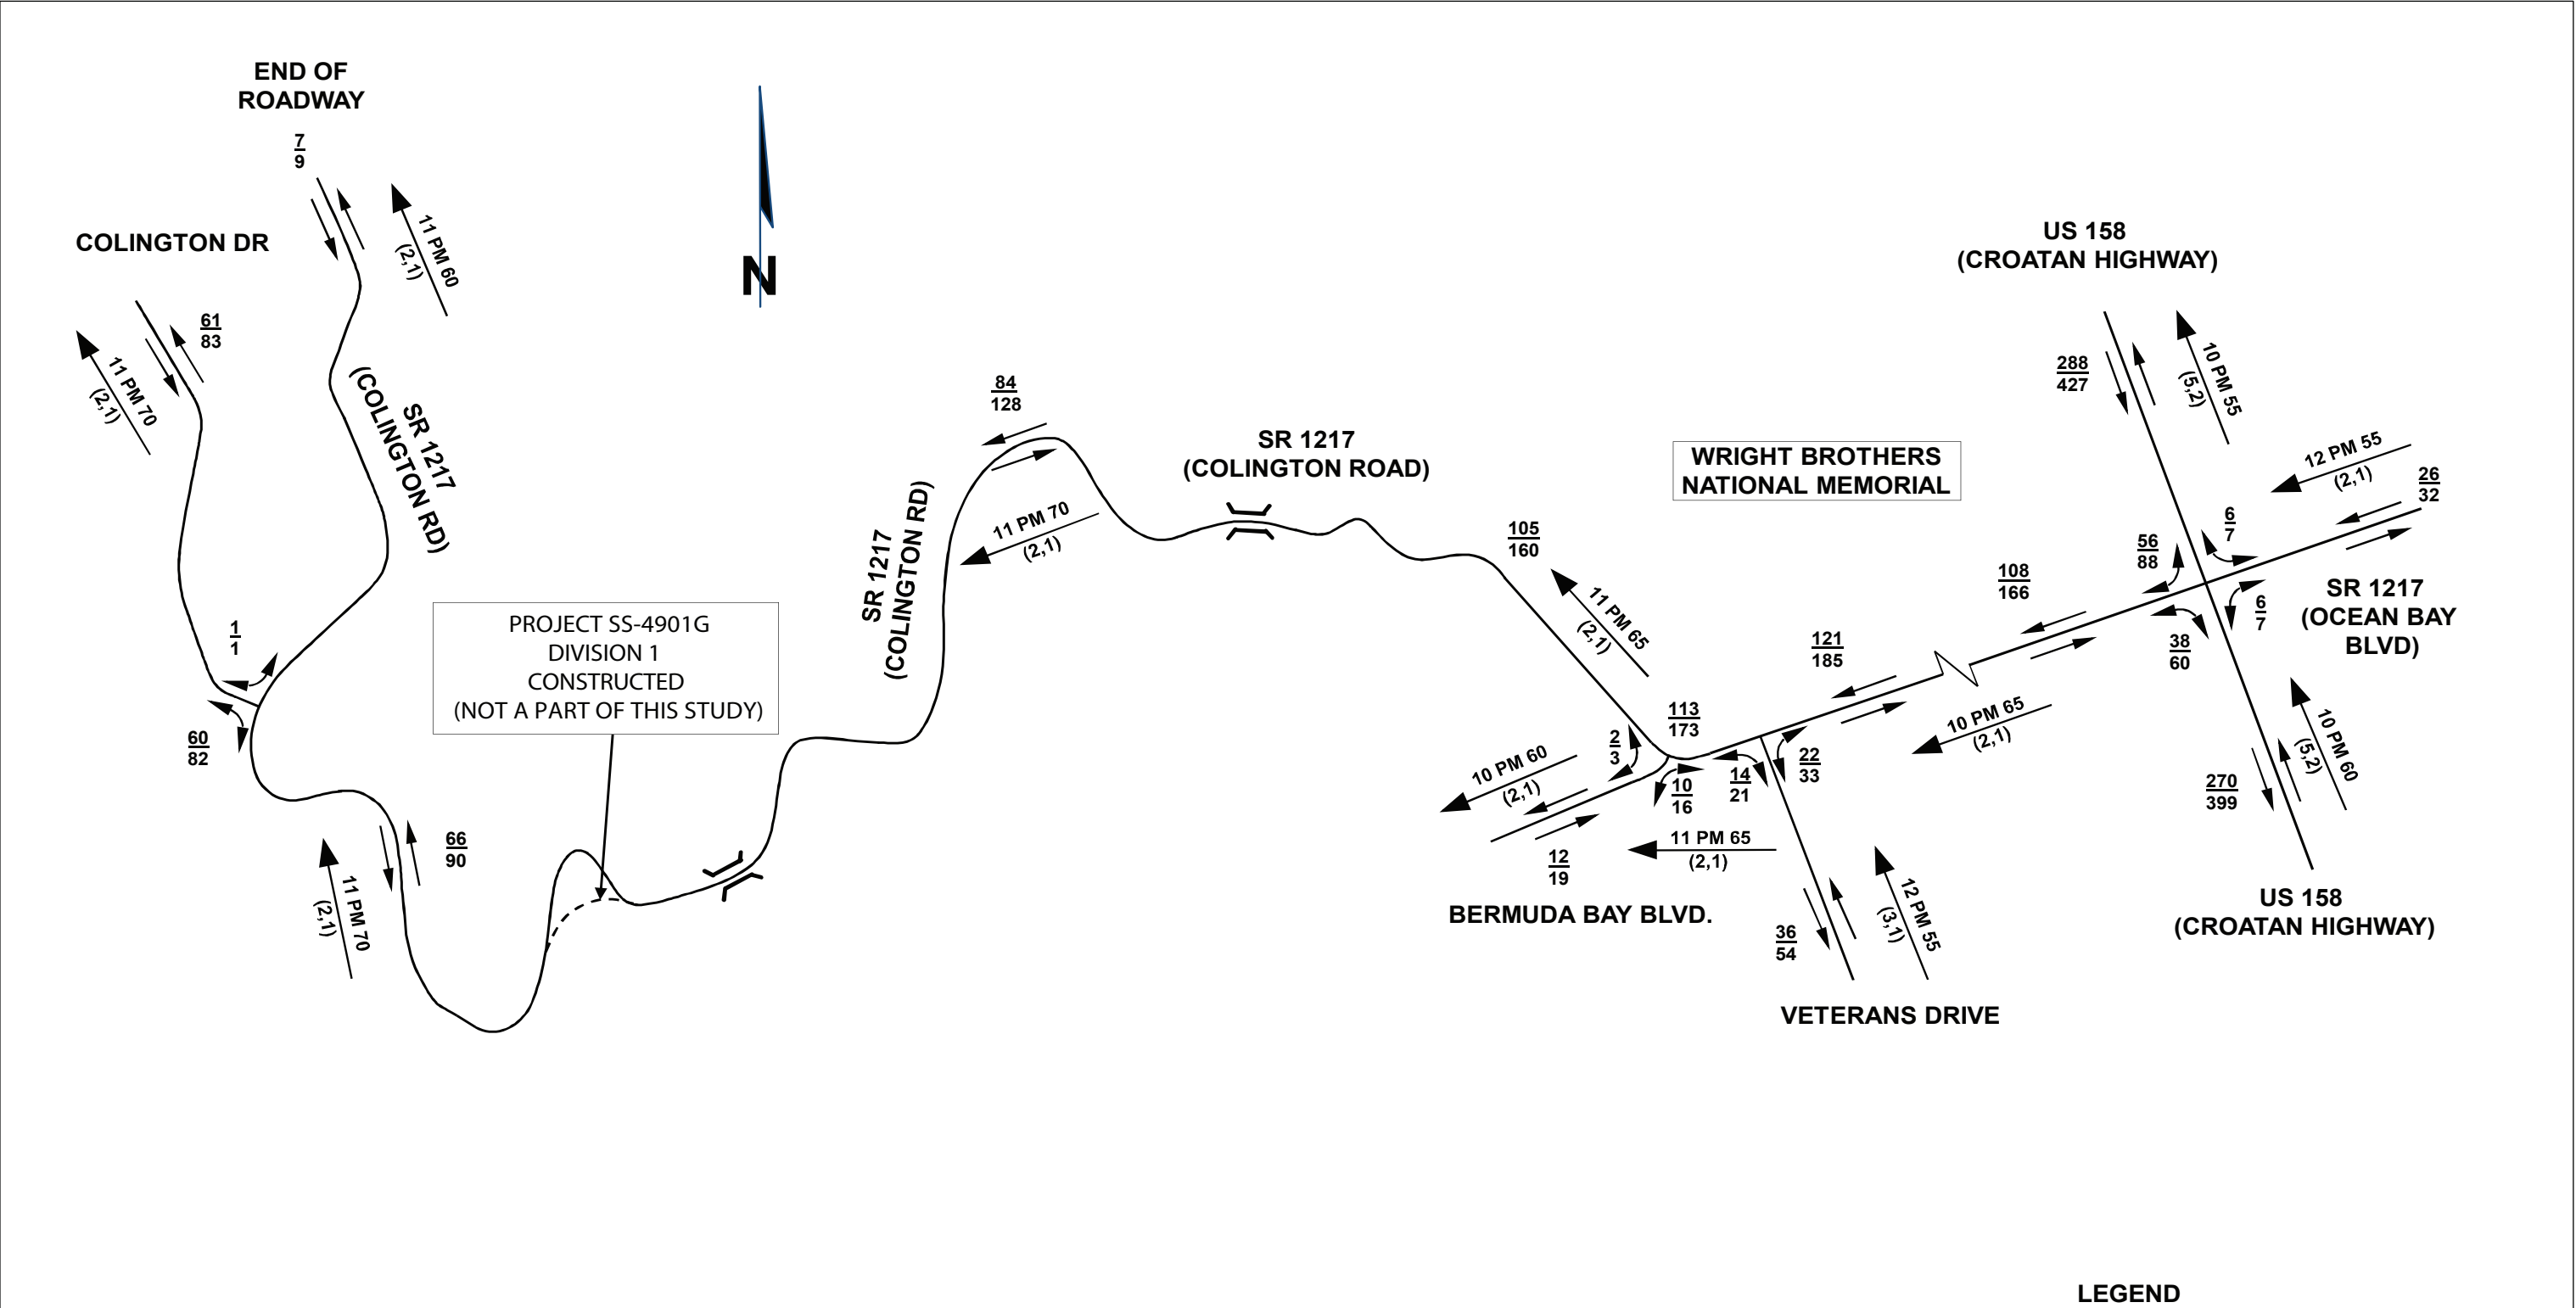 END OF
ROADWAY
7
9
11 PM 60
(2,1)
COLINGTON DR
61
83
11 PM 70
(2,1)
SR 1217
(COLINGTON RD)
N
1
1
60
82
66
90
11 PM 70
(2,1)
PROJECT SS-4901G
DIVISION 1
CONSTRUCTED
(NOT A PART OF THIS STUDY)
84
128
11 PM 70
(2,1)
SR 1217
(COLINGTON RD)
SR 1217
(COLINGTON ROAD)
105
160
11 PM 65
(2,1)
WRIGHT BROTHERS
NATIONAL MEMORIAL
113
173
2
3
10 PM 60
(2,1)
10
16
14
21
22
33
12
19
11 PM 65
(2,1)
BERMUDA BAY BLVD.
121
185
10 PM 65
(2,1)
36
54
12 PM 55
(3,1)
VETERANS DRIVE
108
166
US 158
(CROATAN HIGHWAY)
288
427
10 PM 55
(5,2)
12 PM 55
(2,1)
26
32
6
7
56
88
6
7
38
60
SR 1217
(OCEAN BAY
BLVD)
270
399
10 PM 60
(5,2)
US 158
(CROATAN HIGHWAY)
LEGEND